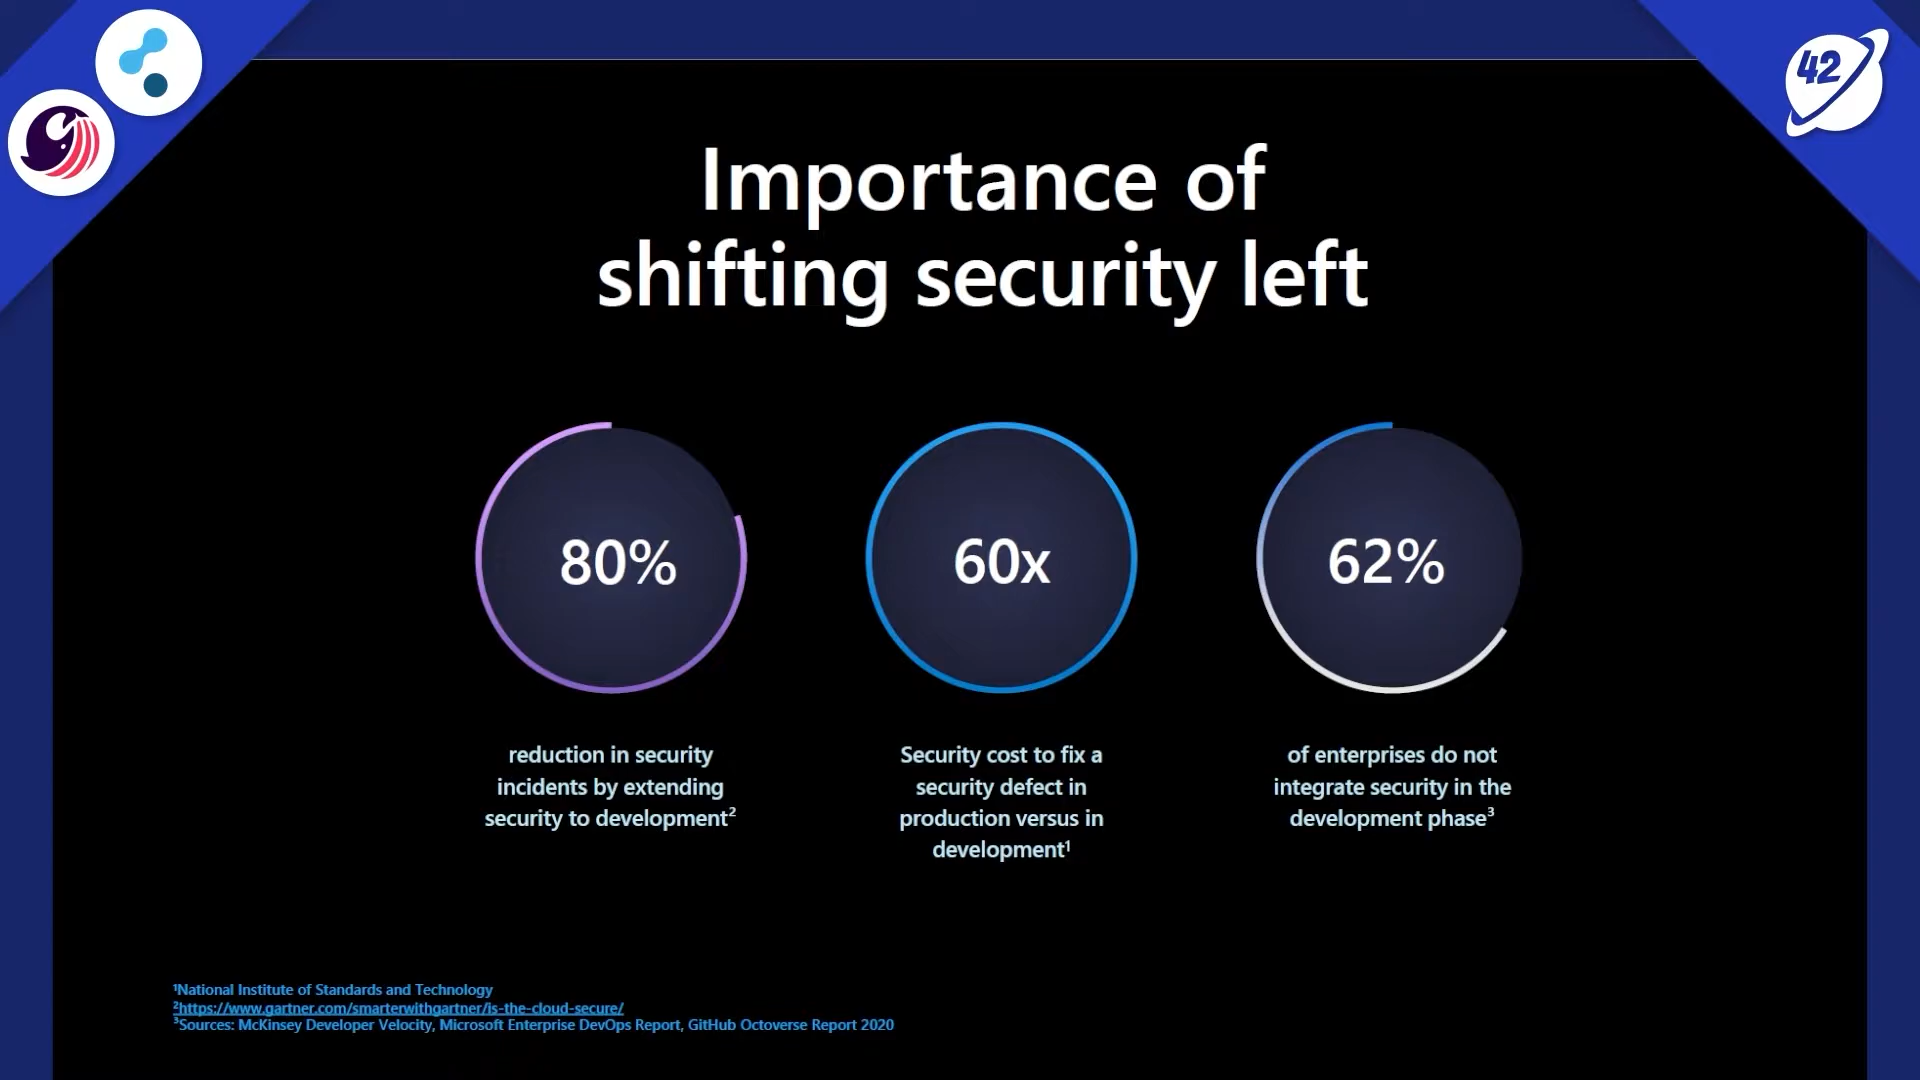 42
Importance of
shifting security left
80%
60x
62%
reduction in security
incidents by extending
security to development²
Security cost to fix a
security defect in
production versus in
development¹
of enterprises do not
integrate security in the
development phase³
¹National Institute of Standards and Technology
²https://www.gartner.com/smarterwithgartner/is-the-cloud-secure/
³Sources: McKinsey Developer Velocity, Microsoft Enterprise DevOps Report, GitHub Octoverse Report 2020